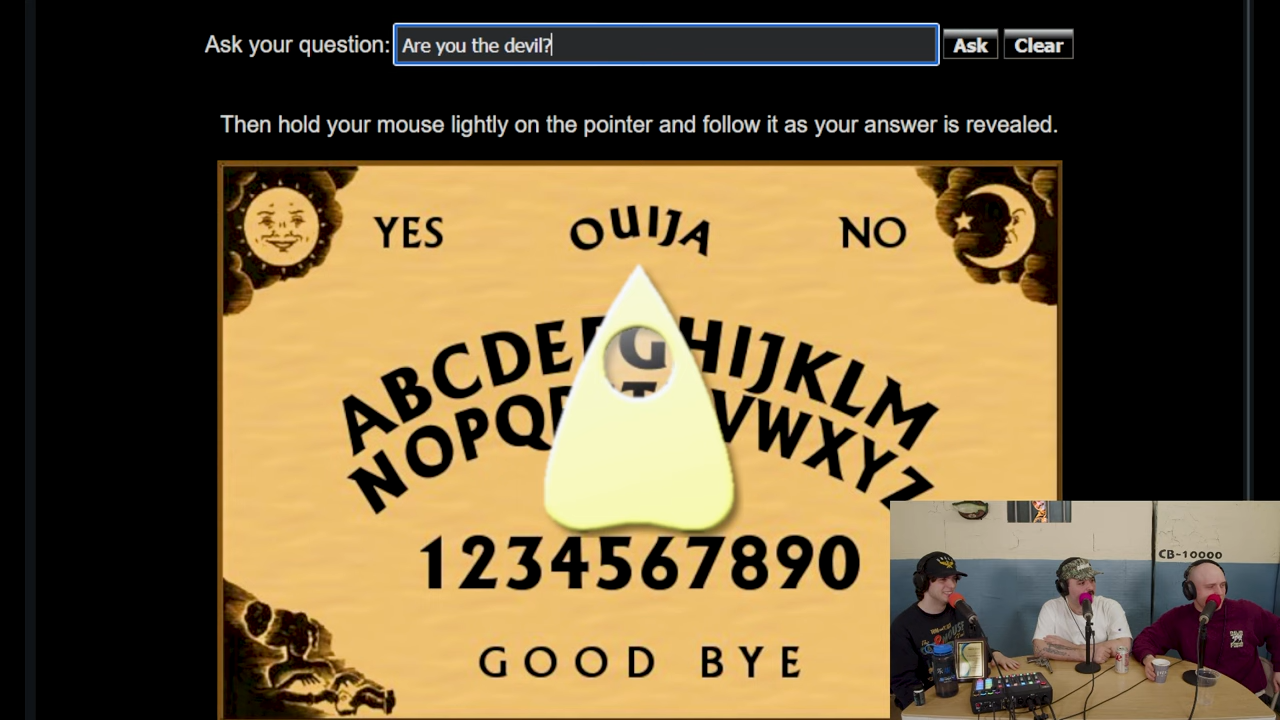 Ask your question: Are you the devil? Ask Clear
Then hold your mouse lightly on the pointer and follow it as your answer is revealed.
YES OUIJA NO
ABCDE G HIJKLM
NOPQ VWXYZ
1234567890
GOOD BYE
CB-10000